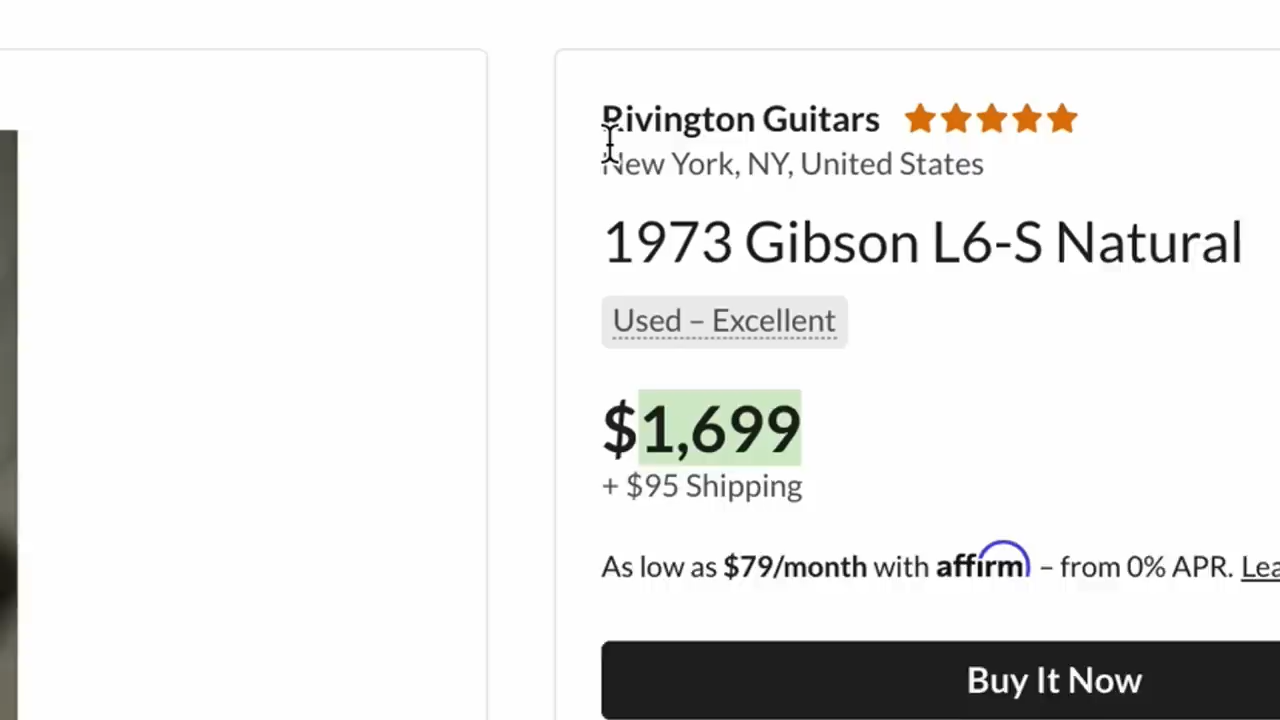 Rivington Guitars
New York, NY, United States
1973 Gibson L6-S Natural
Used – Excellent
$1,699
+ $95 Shipping
As low as $79/month with affirm – from 0% APR.
Buy It Now